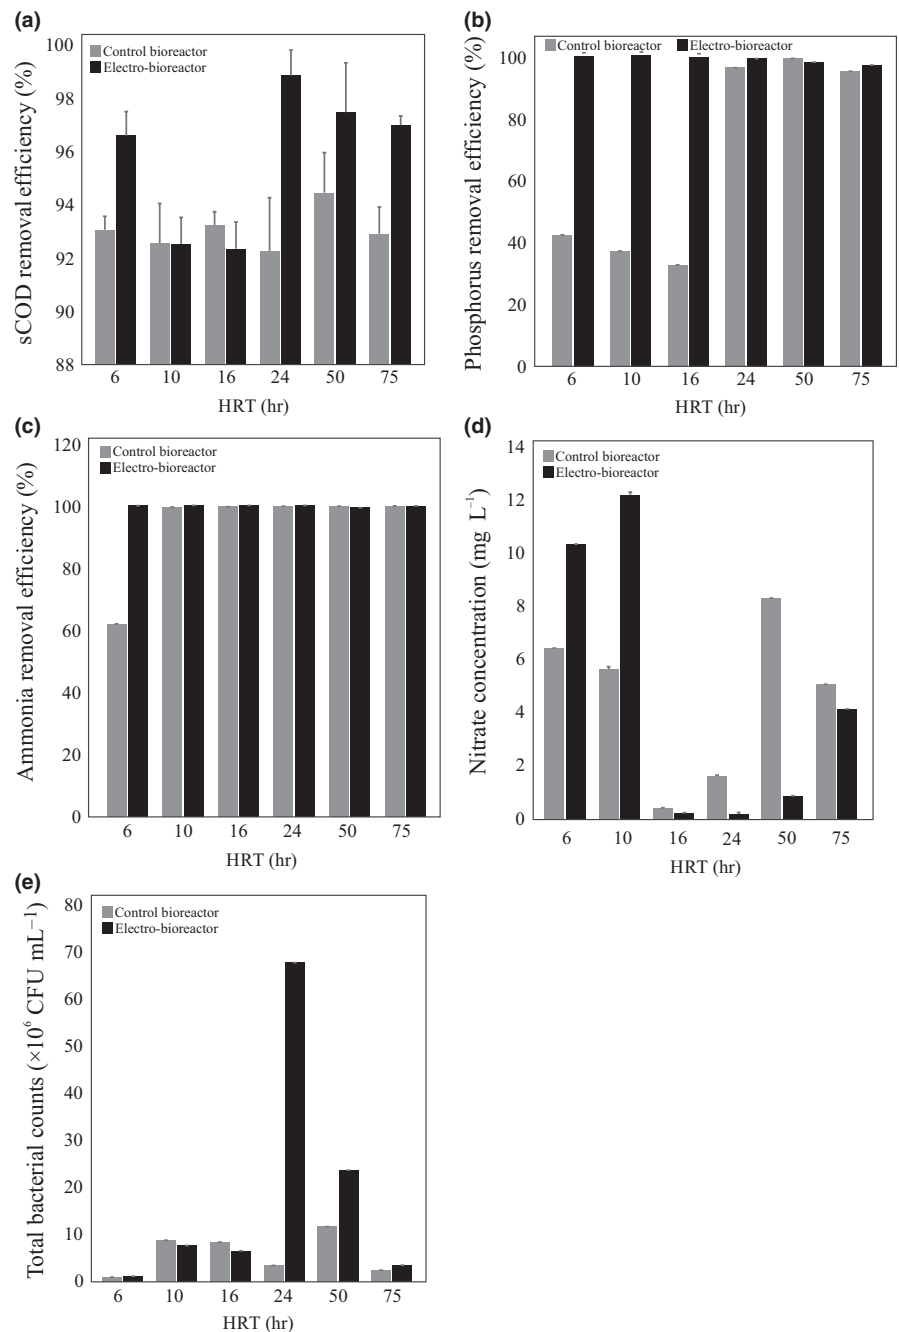 (a)
Control bioreactor
Electro-bioreactor
sCOD removal efficiency (%)
100
98
96
94
92
90
88
6 10 16 24 50 75
HRT (hr)
(b)
Control bioreactor Electro-bioreactor
Phosphorus removal efficiency (%)
100
80
60
40
20
0
6 10 16 24 50 75
HRT (hr)
(c)
Control bioreactor
Electro-bioreactor
Ammonia removal efficiency (%)
120
100
80
60
40
20
0
6 10 16 24 50 75
HRT (hr)
(d)
Control bioreactor
Electro-bioreactor
Nitrate concentration (mg L⁻¹)
14
12
10
8
6
4
2
0
6 10 16 24 50 75
HRT (hr)
(e)
Control bioreactor
Electro-bioreactor
Total bacterial counts (×10⁶ CFU mL⁻¹)
80
70
60
50
40
30
20
10
0
6 10 16 24 50 75
HRT (hr)